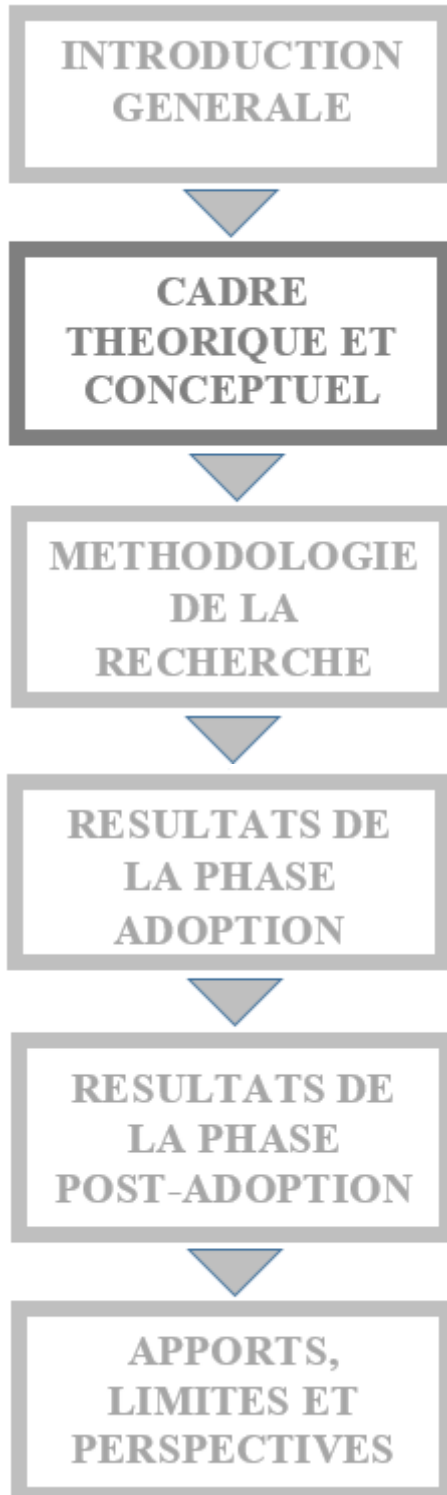 INTRODUCTION
GENERALE
CADRE
THEORIQUE ET
CONCEPTUEL
METHODOLOGIE
DE LA
RECHERCHE
RESULTATS DE
LA PHASE
ADOPTION
RESULTATS DE
LA PHASE
POST-ADOPTION
APPORTS,
LIMITES ET
PERSPECTIVES